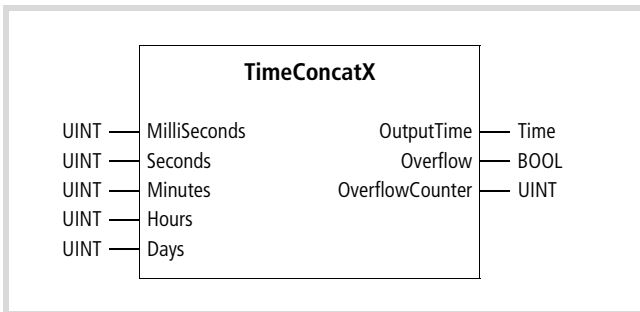 TimeConcatX
UINT MilliSeconds OutputTime Time
UINT Seconds Overflow BOOL
UINT Minutes OverflowCounter UINT
UINT Hours
UINT Days